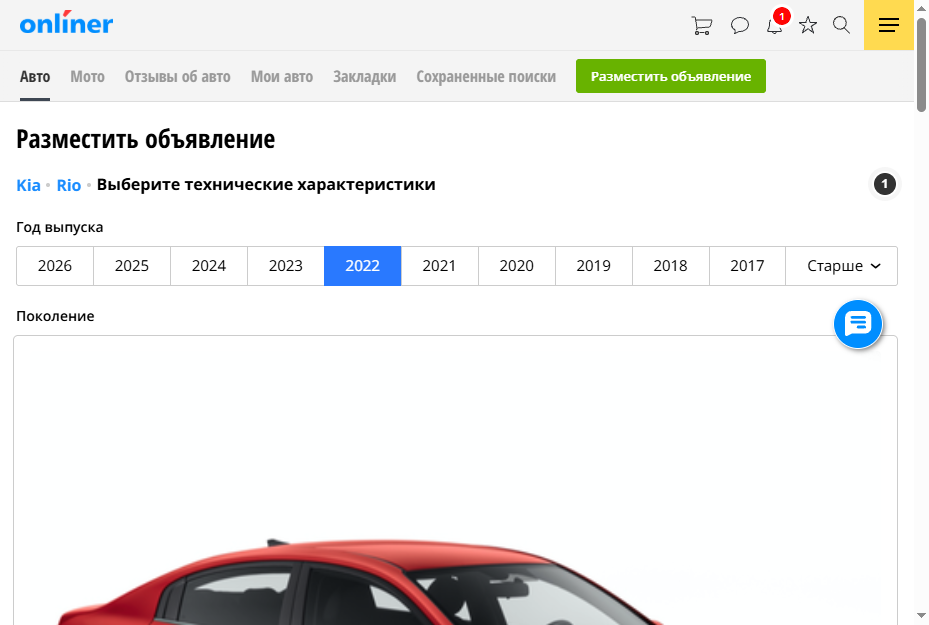 onlíner
1
Авто Мото Отзывы об авто Мои авто Закладки Сохраненные поиски Разместить объявление
Разместить объявление
Kia • Rio • Выберите технические характеристики 1
Год выпуска
2026 2025 2024 2023 2022 2021 2020 2019 2018 2017 Старше
Поколение